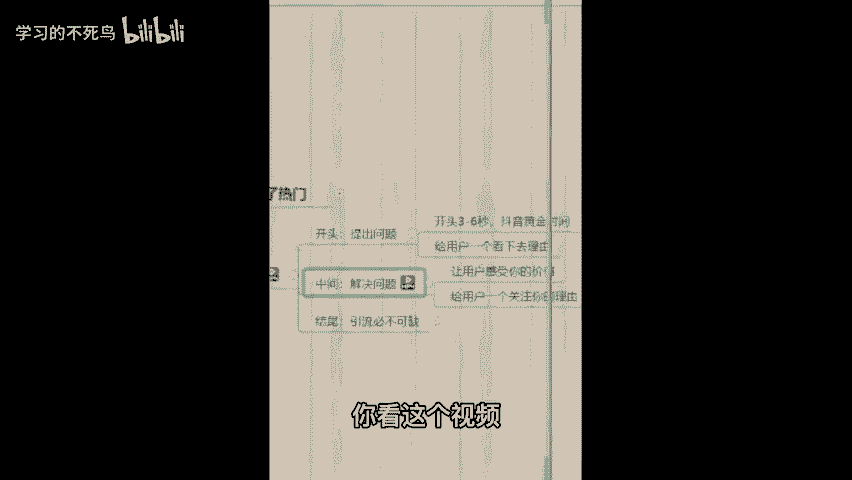 学习的不死鸟 bilibili
了热门
开头3-6秒，抖音黄金时间
开头：提出问题
给用户一个看下去理由
让用户感受你的价值
中间：解决问题
给用户一个关注你的理由
结尾：引流必不可缺
你看这个视频